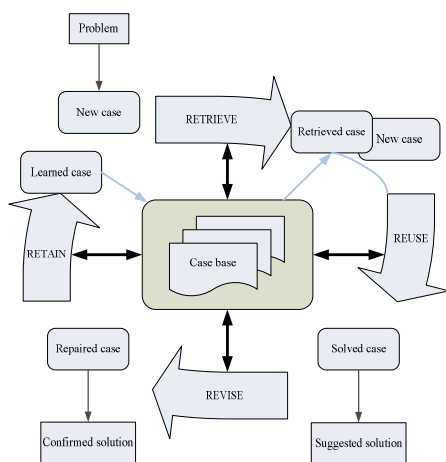 Problem
New case
RETRIEVE
Retrieved case
New case
Learned case
RETAIN
Case base
REUSE
Repaired case
REVISE
Solved case
Confirmed solution
Suggested solution